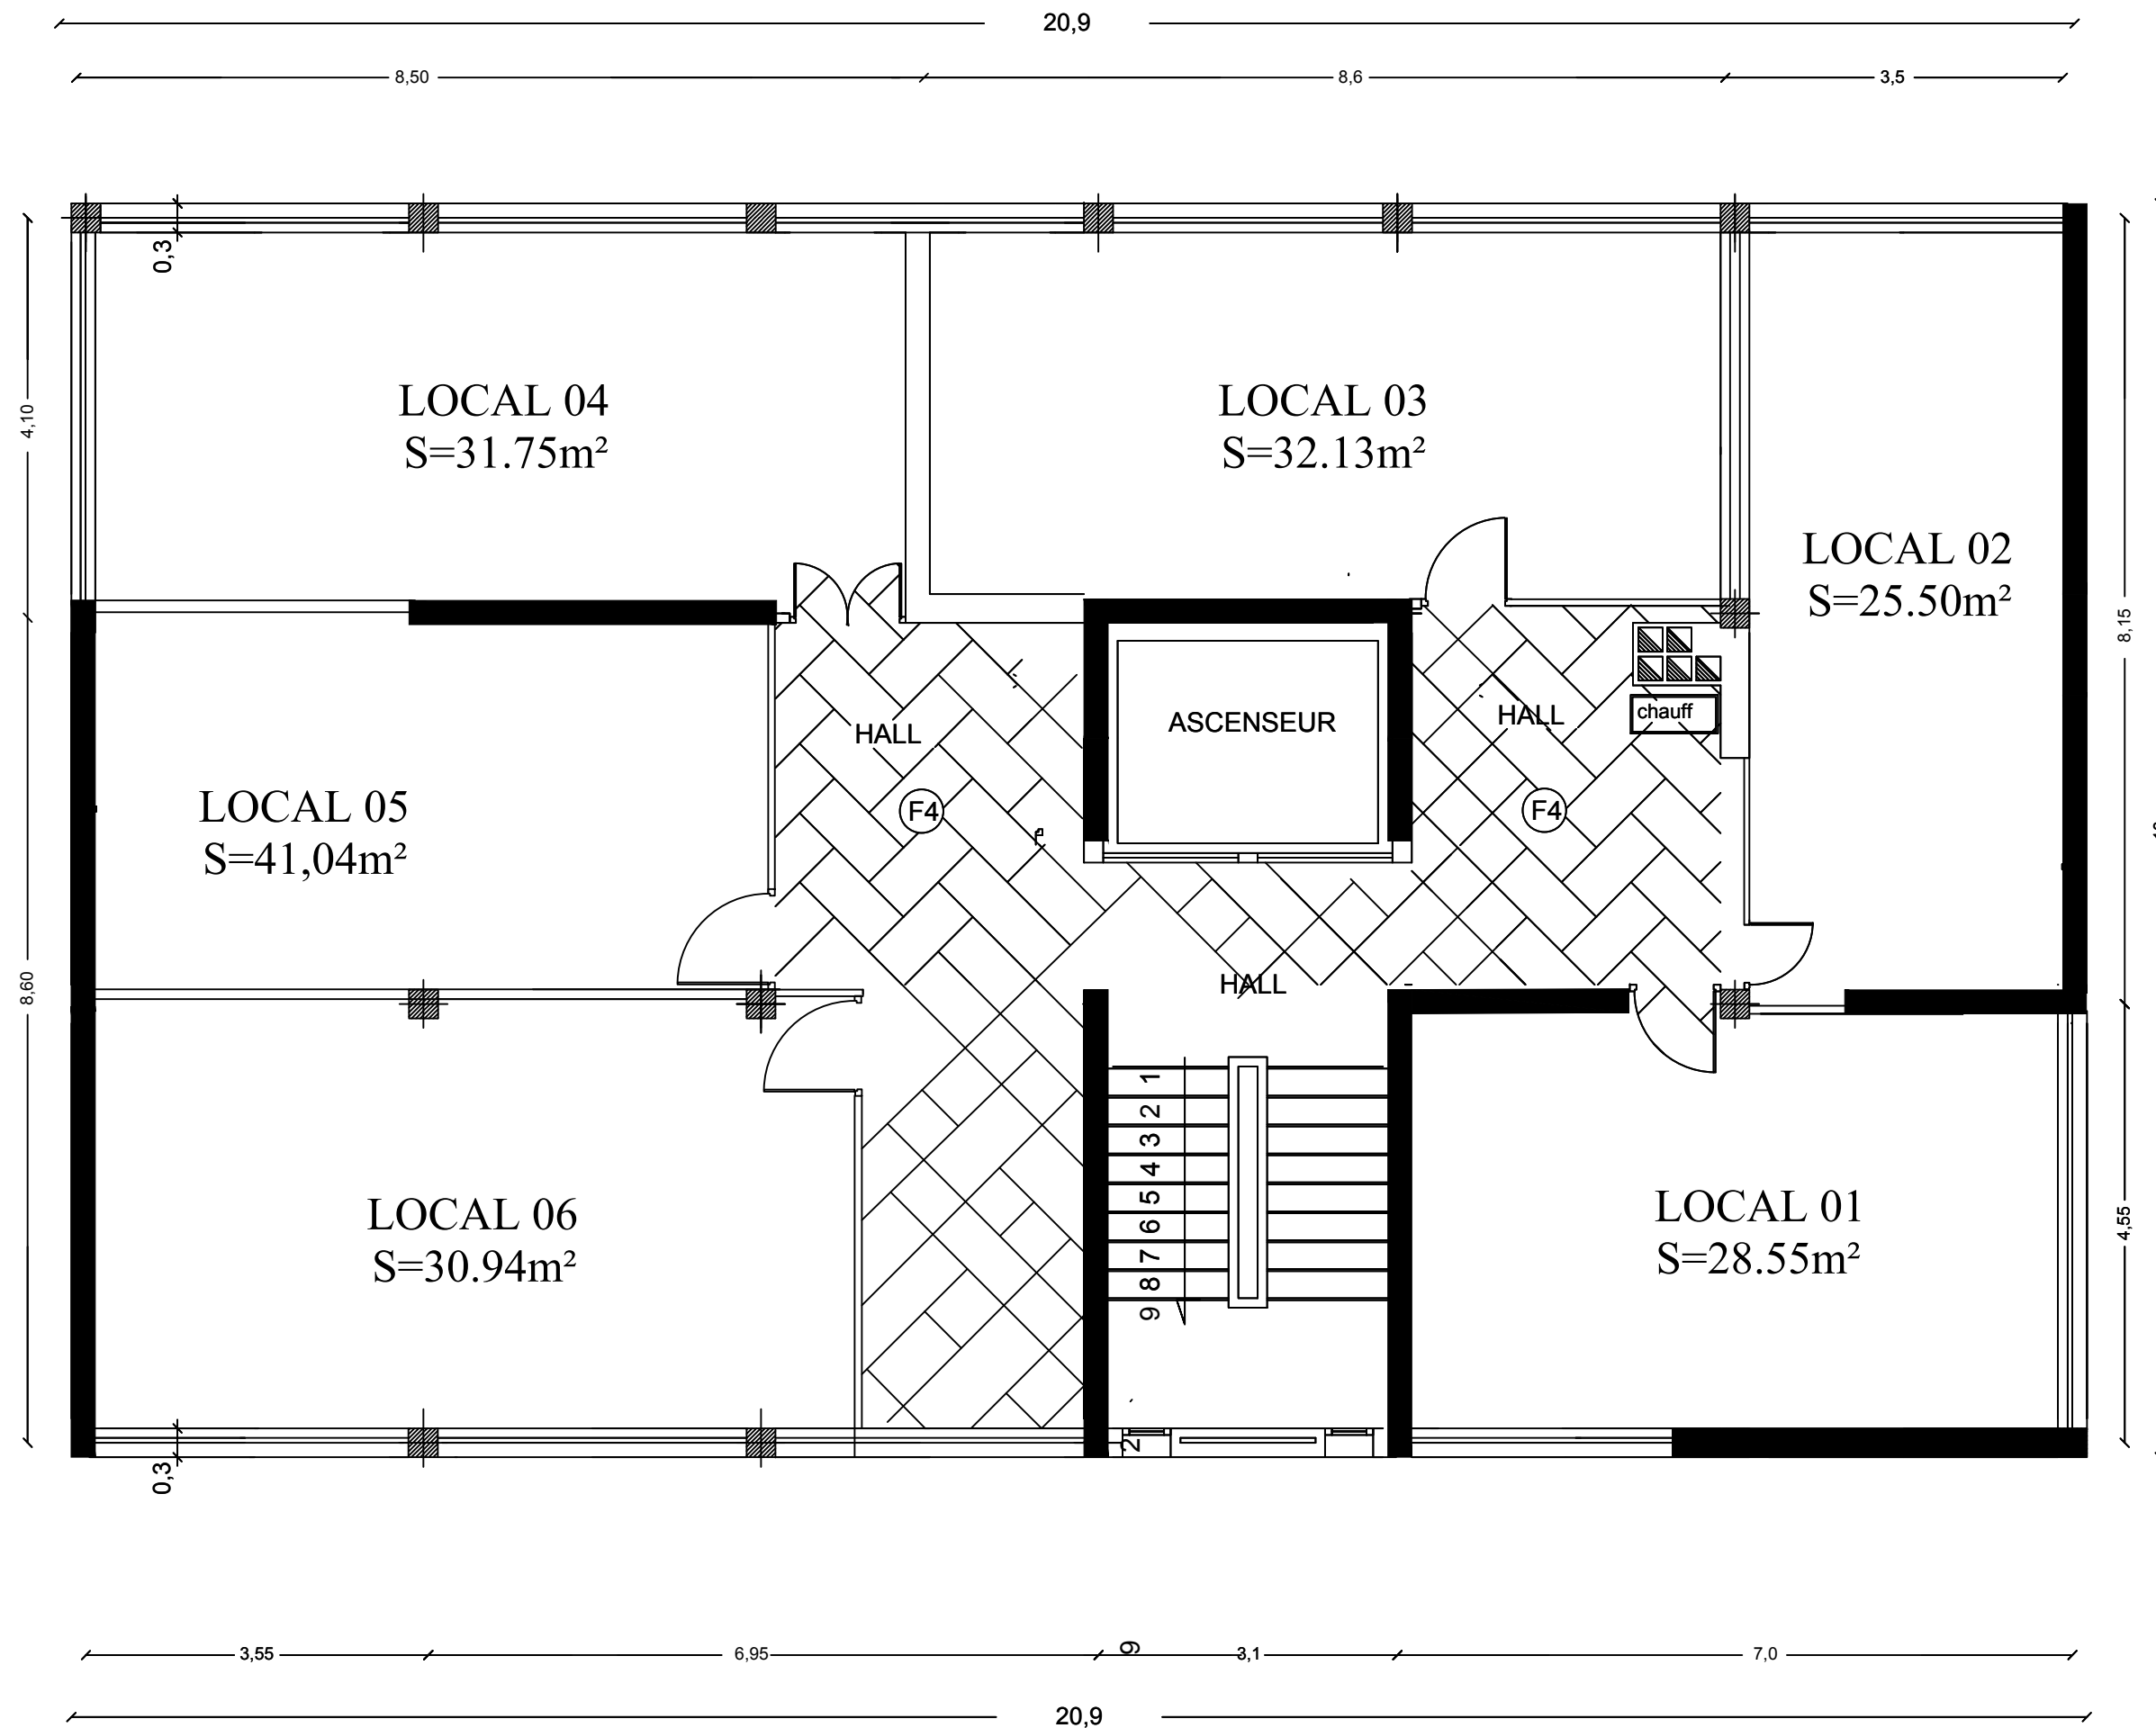 20,9
8,50
8,6
3,5
0,3
4,10
LOCAL 04
S=31.75m²
LOCAL 03
S=32.13m²
LOCAL 02
S=25.50m²
8,15
HALL
ASCENSEUR
HALL
chauff
F4
F4
LOCAL 05
S=41,04m²
8,60
HALL
1
2
3
4
5
6
7
8
9
LOCAL 06
S=30.94m²
LOCAL 01
S=28.55m²
4,55
2
0,3
3,55
6,95
9
3,1
7,0
20,9